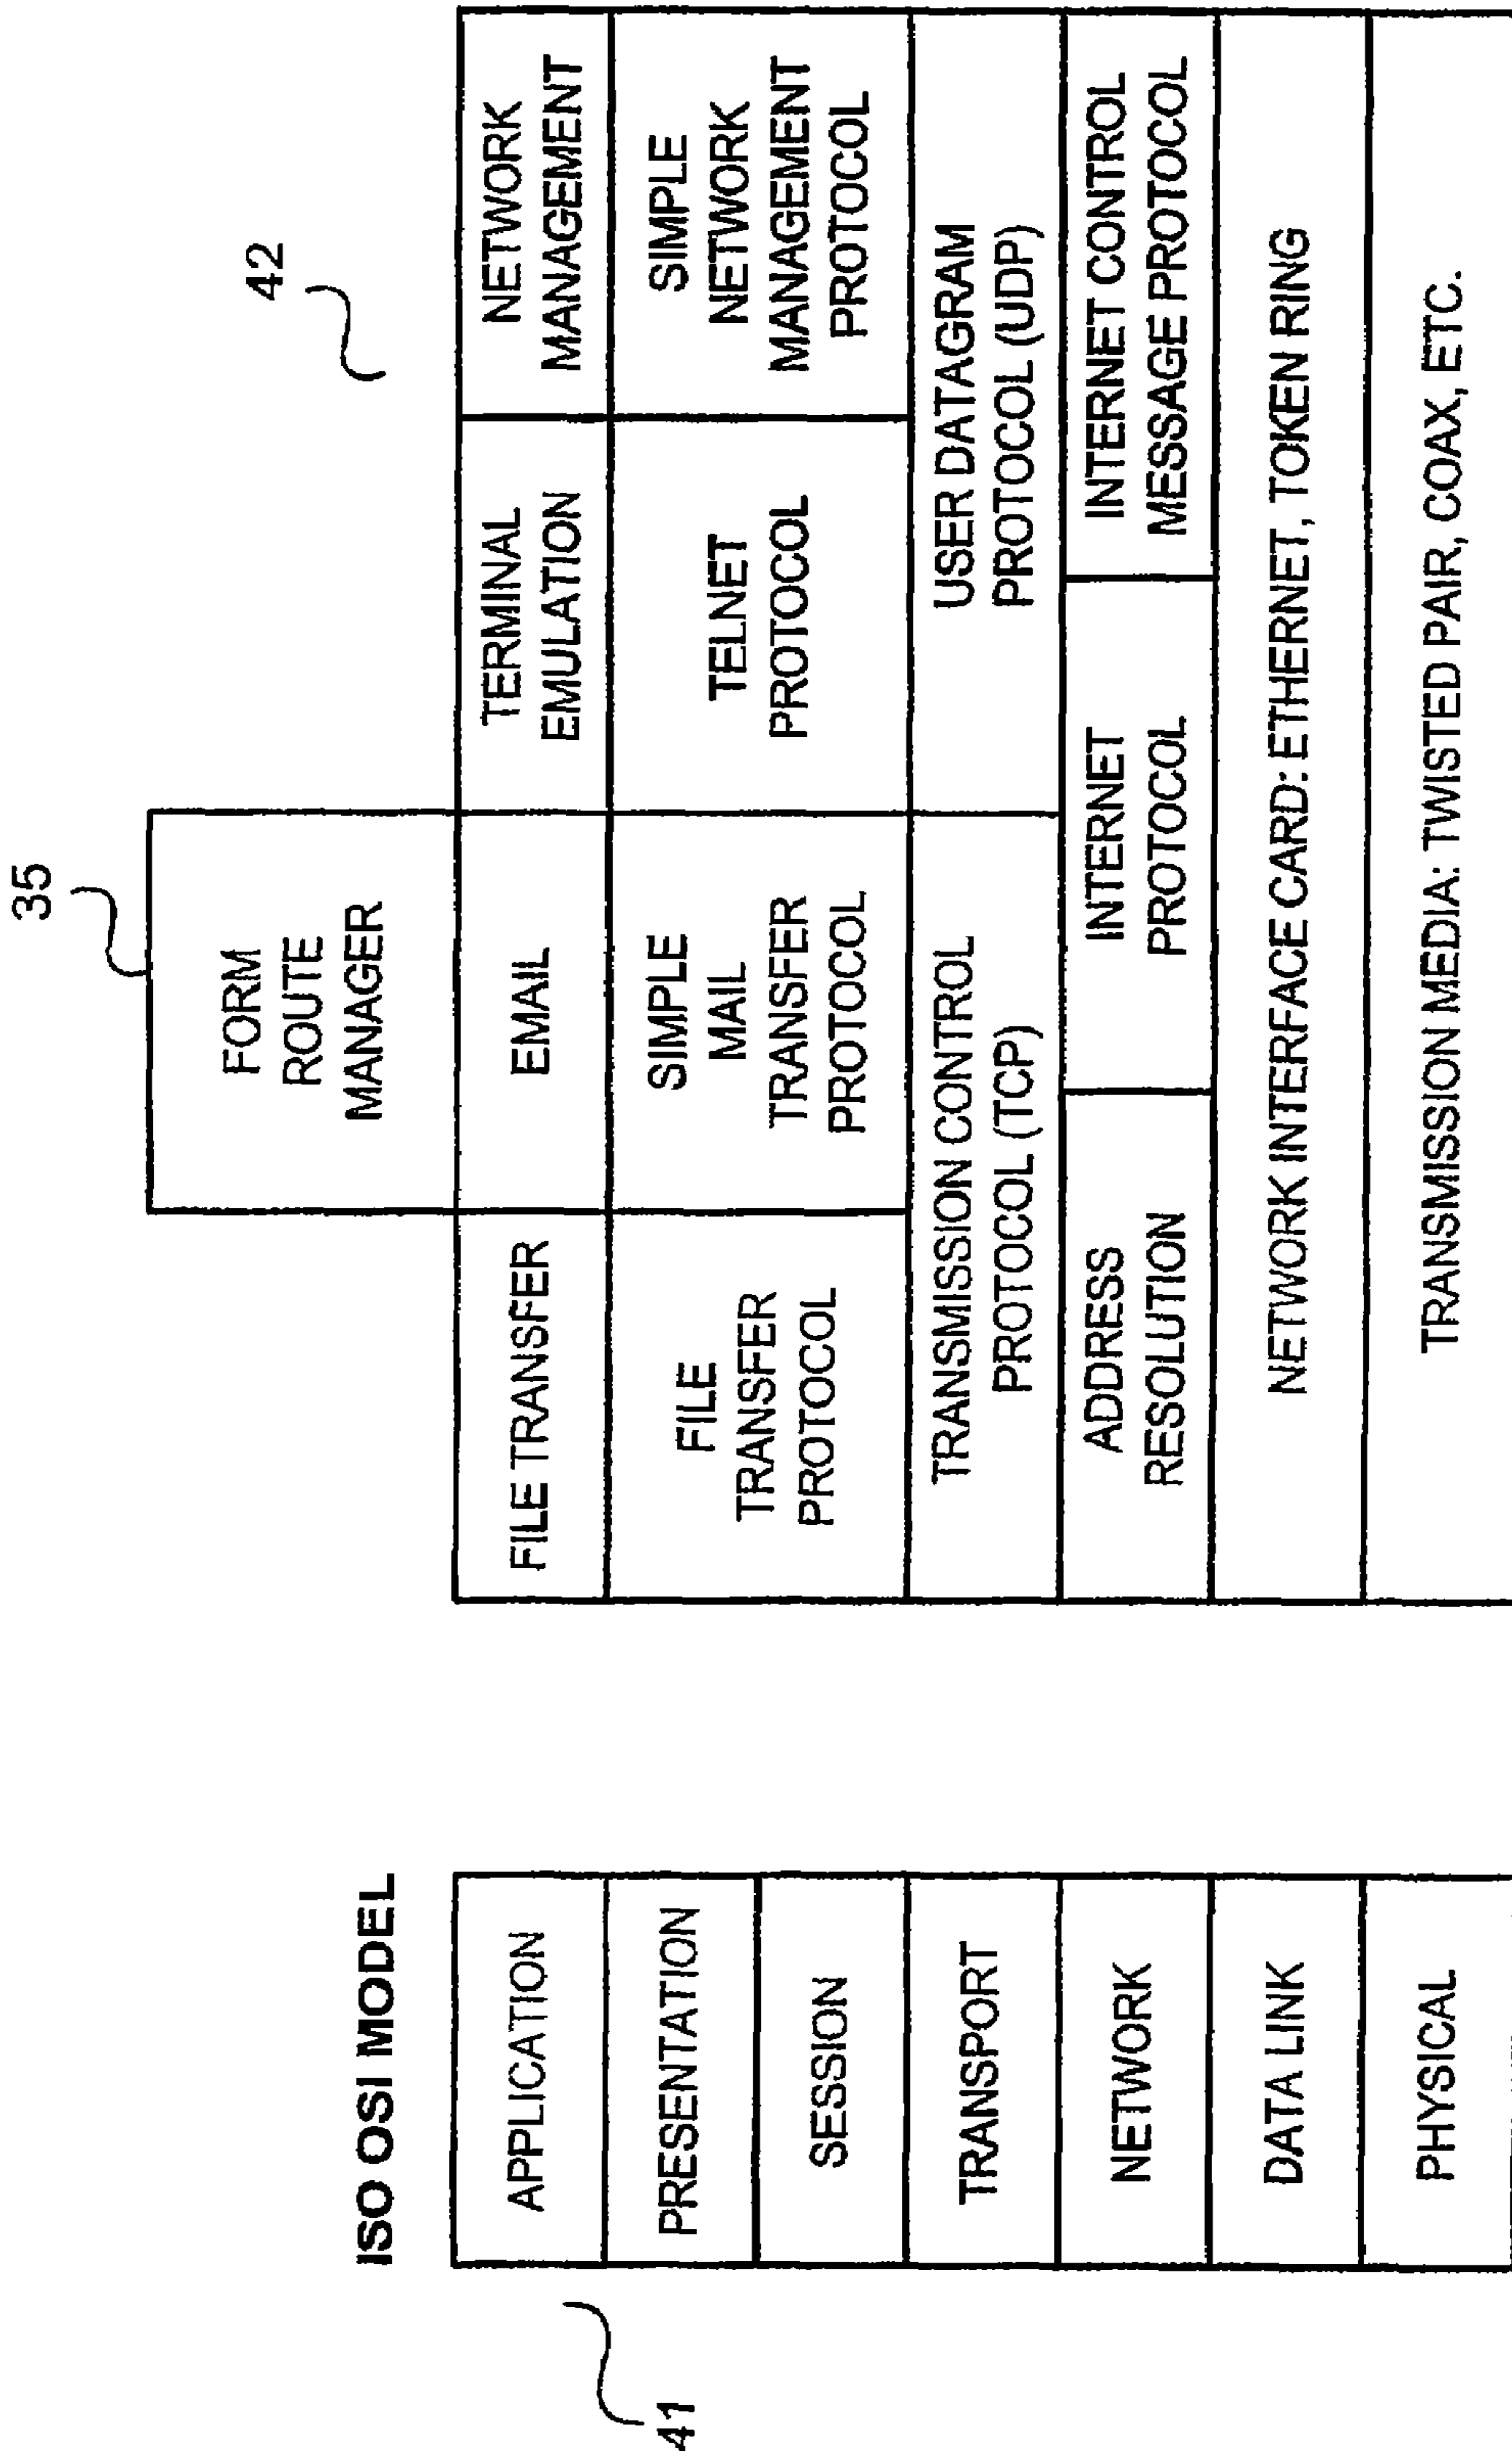 ISO OSI MODEL
41
APPLICATION
PRESENTATION
SESSION
TRANSPORT
NETWORK
DATA LINK
PHYSICAL
35
42
FORM
ROUTE
MANAGER
FILE TRANSFER
EMAIL
TERMINAL
EMULATION
NETWORK
MANAGEMENT
FILE
TRANSFER
PROTOCOL
SIMPLE
MAIL
TRANSFER
PROTOCOL
TELNET
PROTOCOL
SIMPLE
NETWORK
MANAGEMENT
PROTOCOL
TRANSMISSION CONTROL
PROTOCOL (TCP)
USER DATAGRAM
PROTOCOL (UDP)
ADDRESS
RESOLUTION
INTERNET
PROTOCOL
INTERNET CONTROL
MESSAGE PROTOCOL
NETWORK INTERFACE CARD: ETHERNET, TOKEN RING
TRANSMISSION MEDIA: TWISTED PAIR, COAX, ETC.